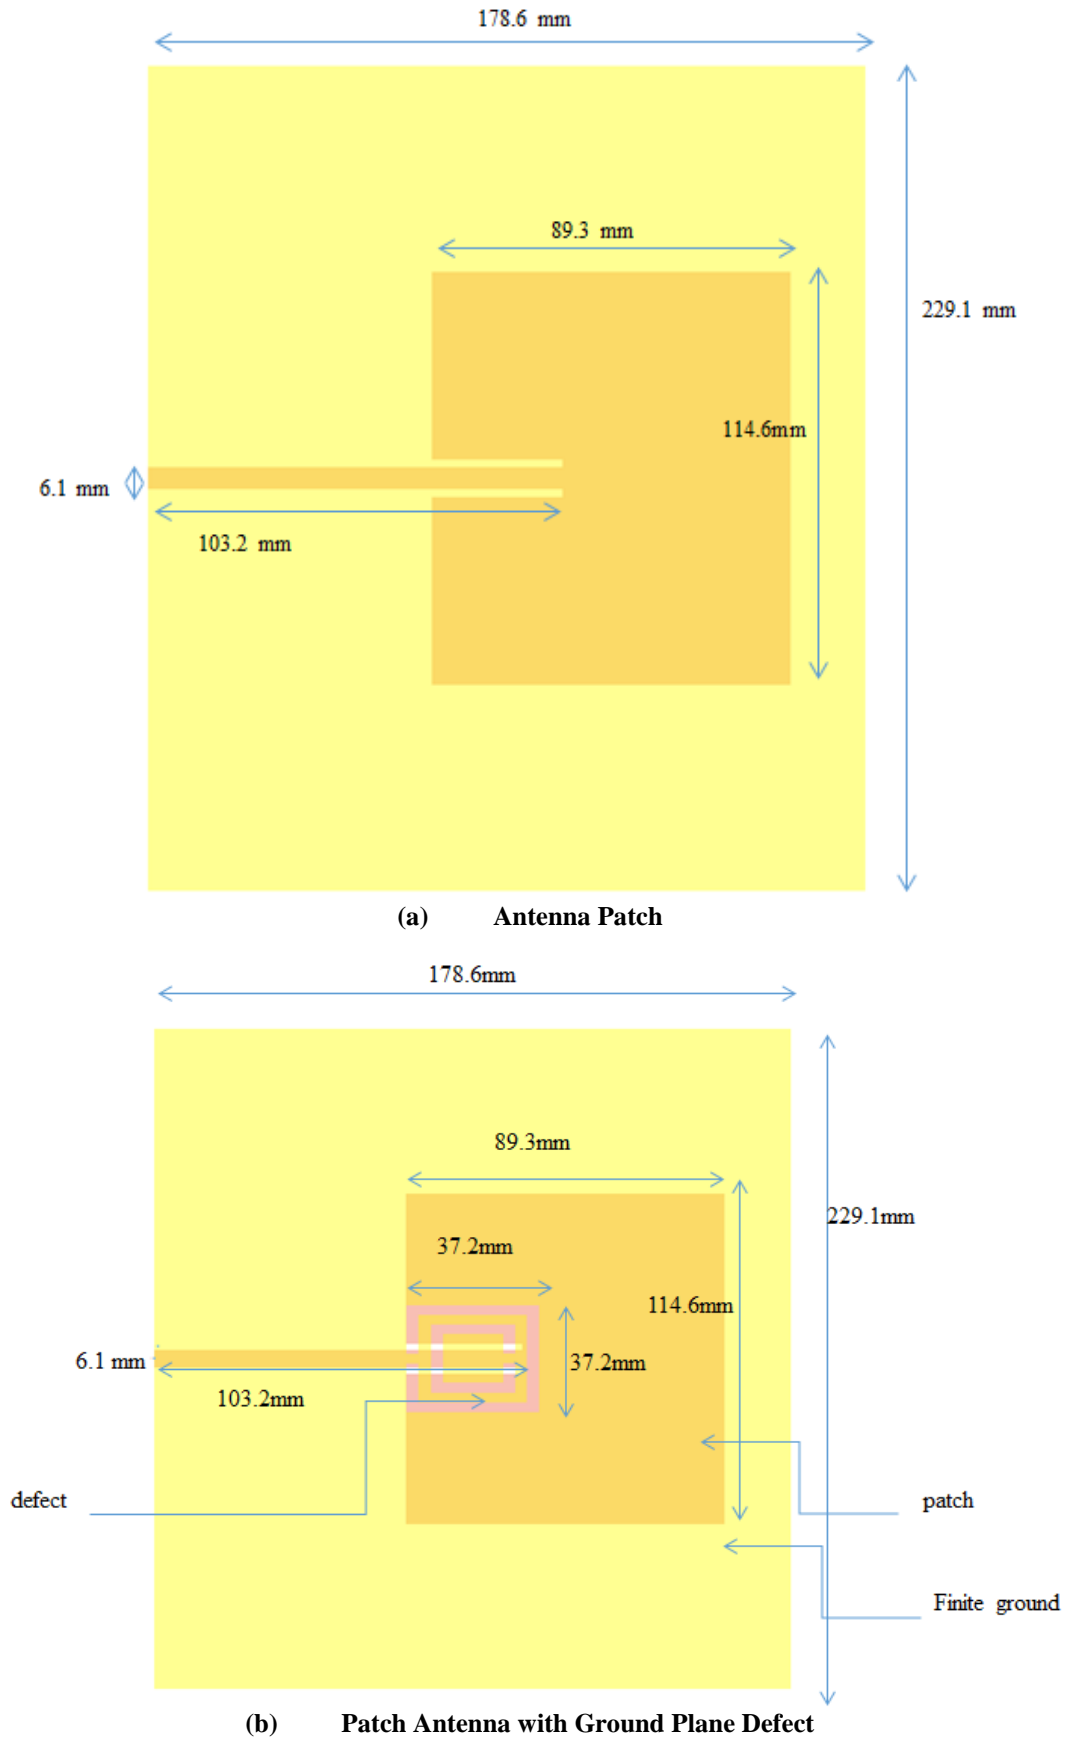 178.6 mm
89.3 mm
229.1 mm
114.6mm
6.1 mm
103.2 mm
(a) Antenna Patch
178.6mm
89.3mm
229.1mm
37.2mm
114.6mm
6.1 mm
37.2mm
103.2mm
defect
patch
Finite ground
(b) Patch Antenna with Ground Plane Defect